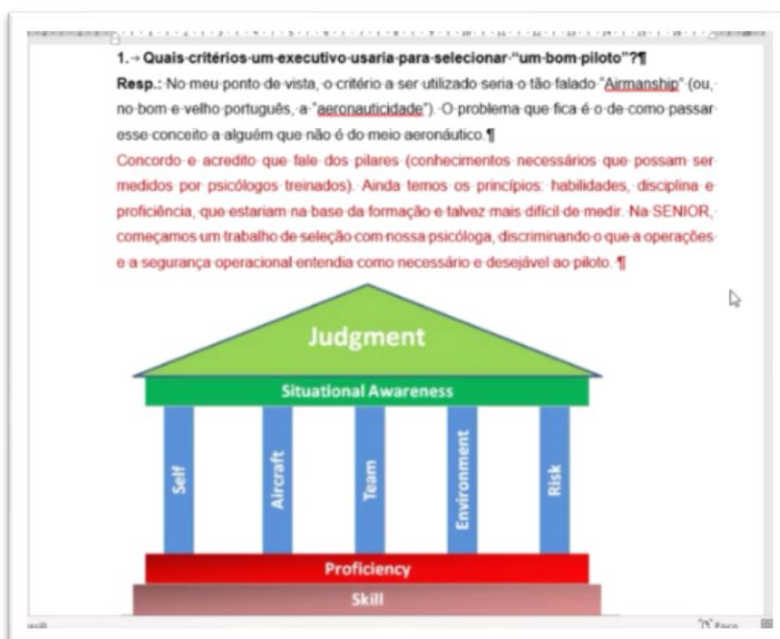 1.→Quais critérios um executivo usaria para selecionar "um bom piloto"?¶
Resp.: No meu ponto de vista, o critério a ser utilizado seria o tão falado "Airmanship" (ou,
no bom e velho português, a "aeronauticidade"). O problema que fica é o de como passar
esse conceito a alguém que não é do meio aeronáutico.¶
Concordo e acredito que fale dos pilares (conhecimentos necessários que possam ser
medidos por psicólogos treinados). Ainda temos os princípios: habilidades, disciplina e
proficiência, que estariam na base da formação e talvez mais difícil de medir. Na SENIOR,
começamos um trabalho de seleção com nossa psicóloga, discriminando o que a operações
e a segurança operacional entendia como necessário e desejável ao piloto. ¶
Judgment
Situational Awareness
Self
Aircraft
Team
Environment
Risk
Proficiency
Skill